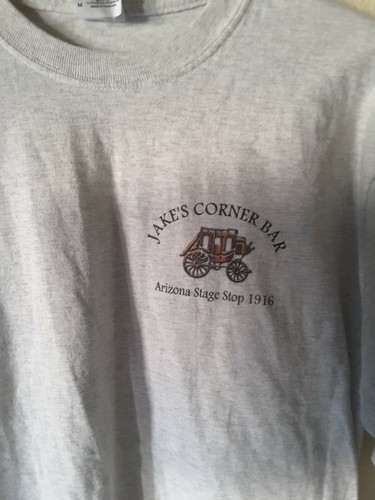 M
JAKE'S CORNER BAR
Arizona Stage Stop 1916